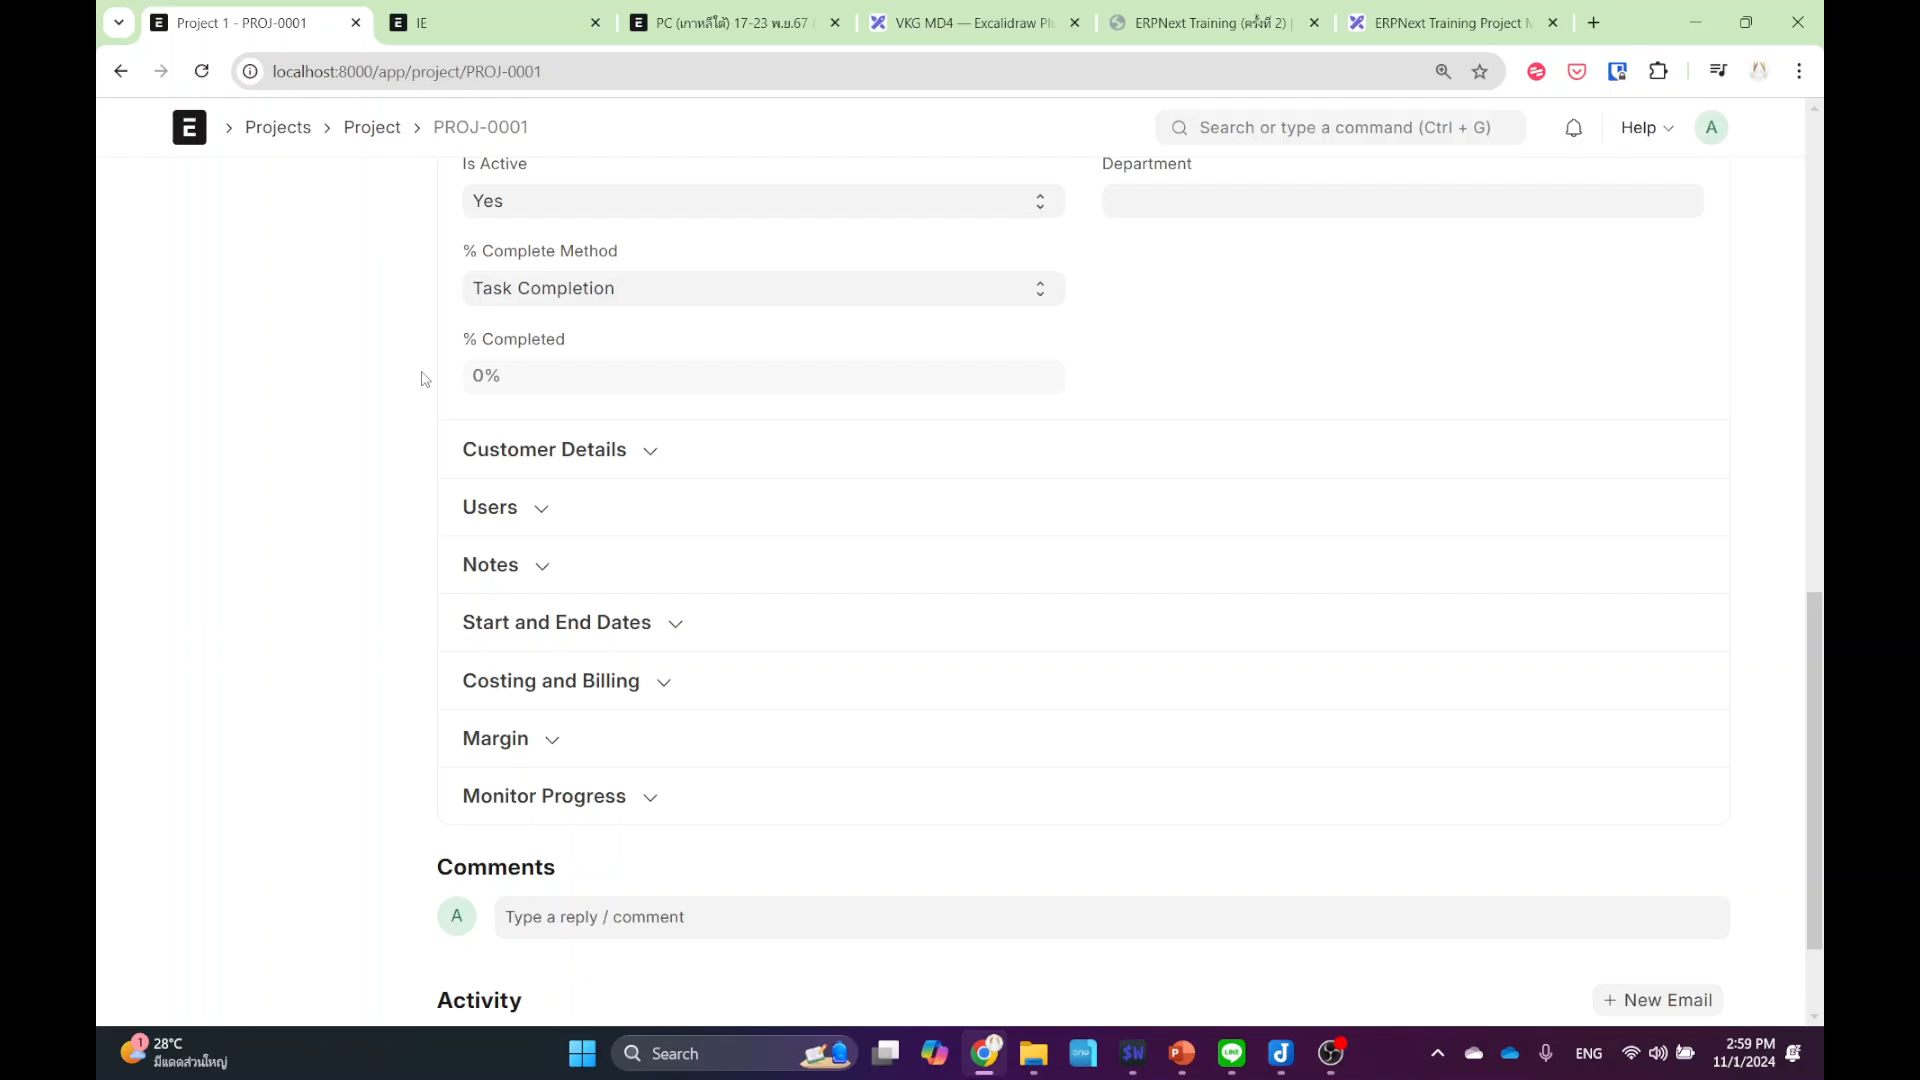 Project 1 - PROJ-0001
IE
PC (เกาหลีใต้) 17-23 พ.ย.67
VKG MD4 — Excalidraw Plu
ERPNext Training (ครั้งที่ 2) |
ERPNext Training Project M
localhost:8000/app/project/PROJ-0001
E
Projects
Project
PROJ-0001
Search or type a command (Ctrl + G)
Help
A
Is Active
Department
Yes
% Complete Method
Task Completion
% Completed
0%
Customer Details
Users
Notes
Start and End Dates
Costing and Billing
Margin
Monitor Progress
Comments
A
Type a reply / comment
Activity
+ New Email
1
28°C
มีแดดส่วนใหญ่
Search
ENG
2:59 PM
11/1/2024